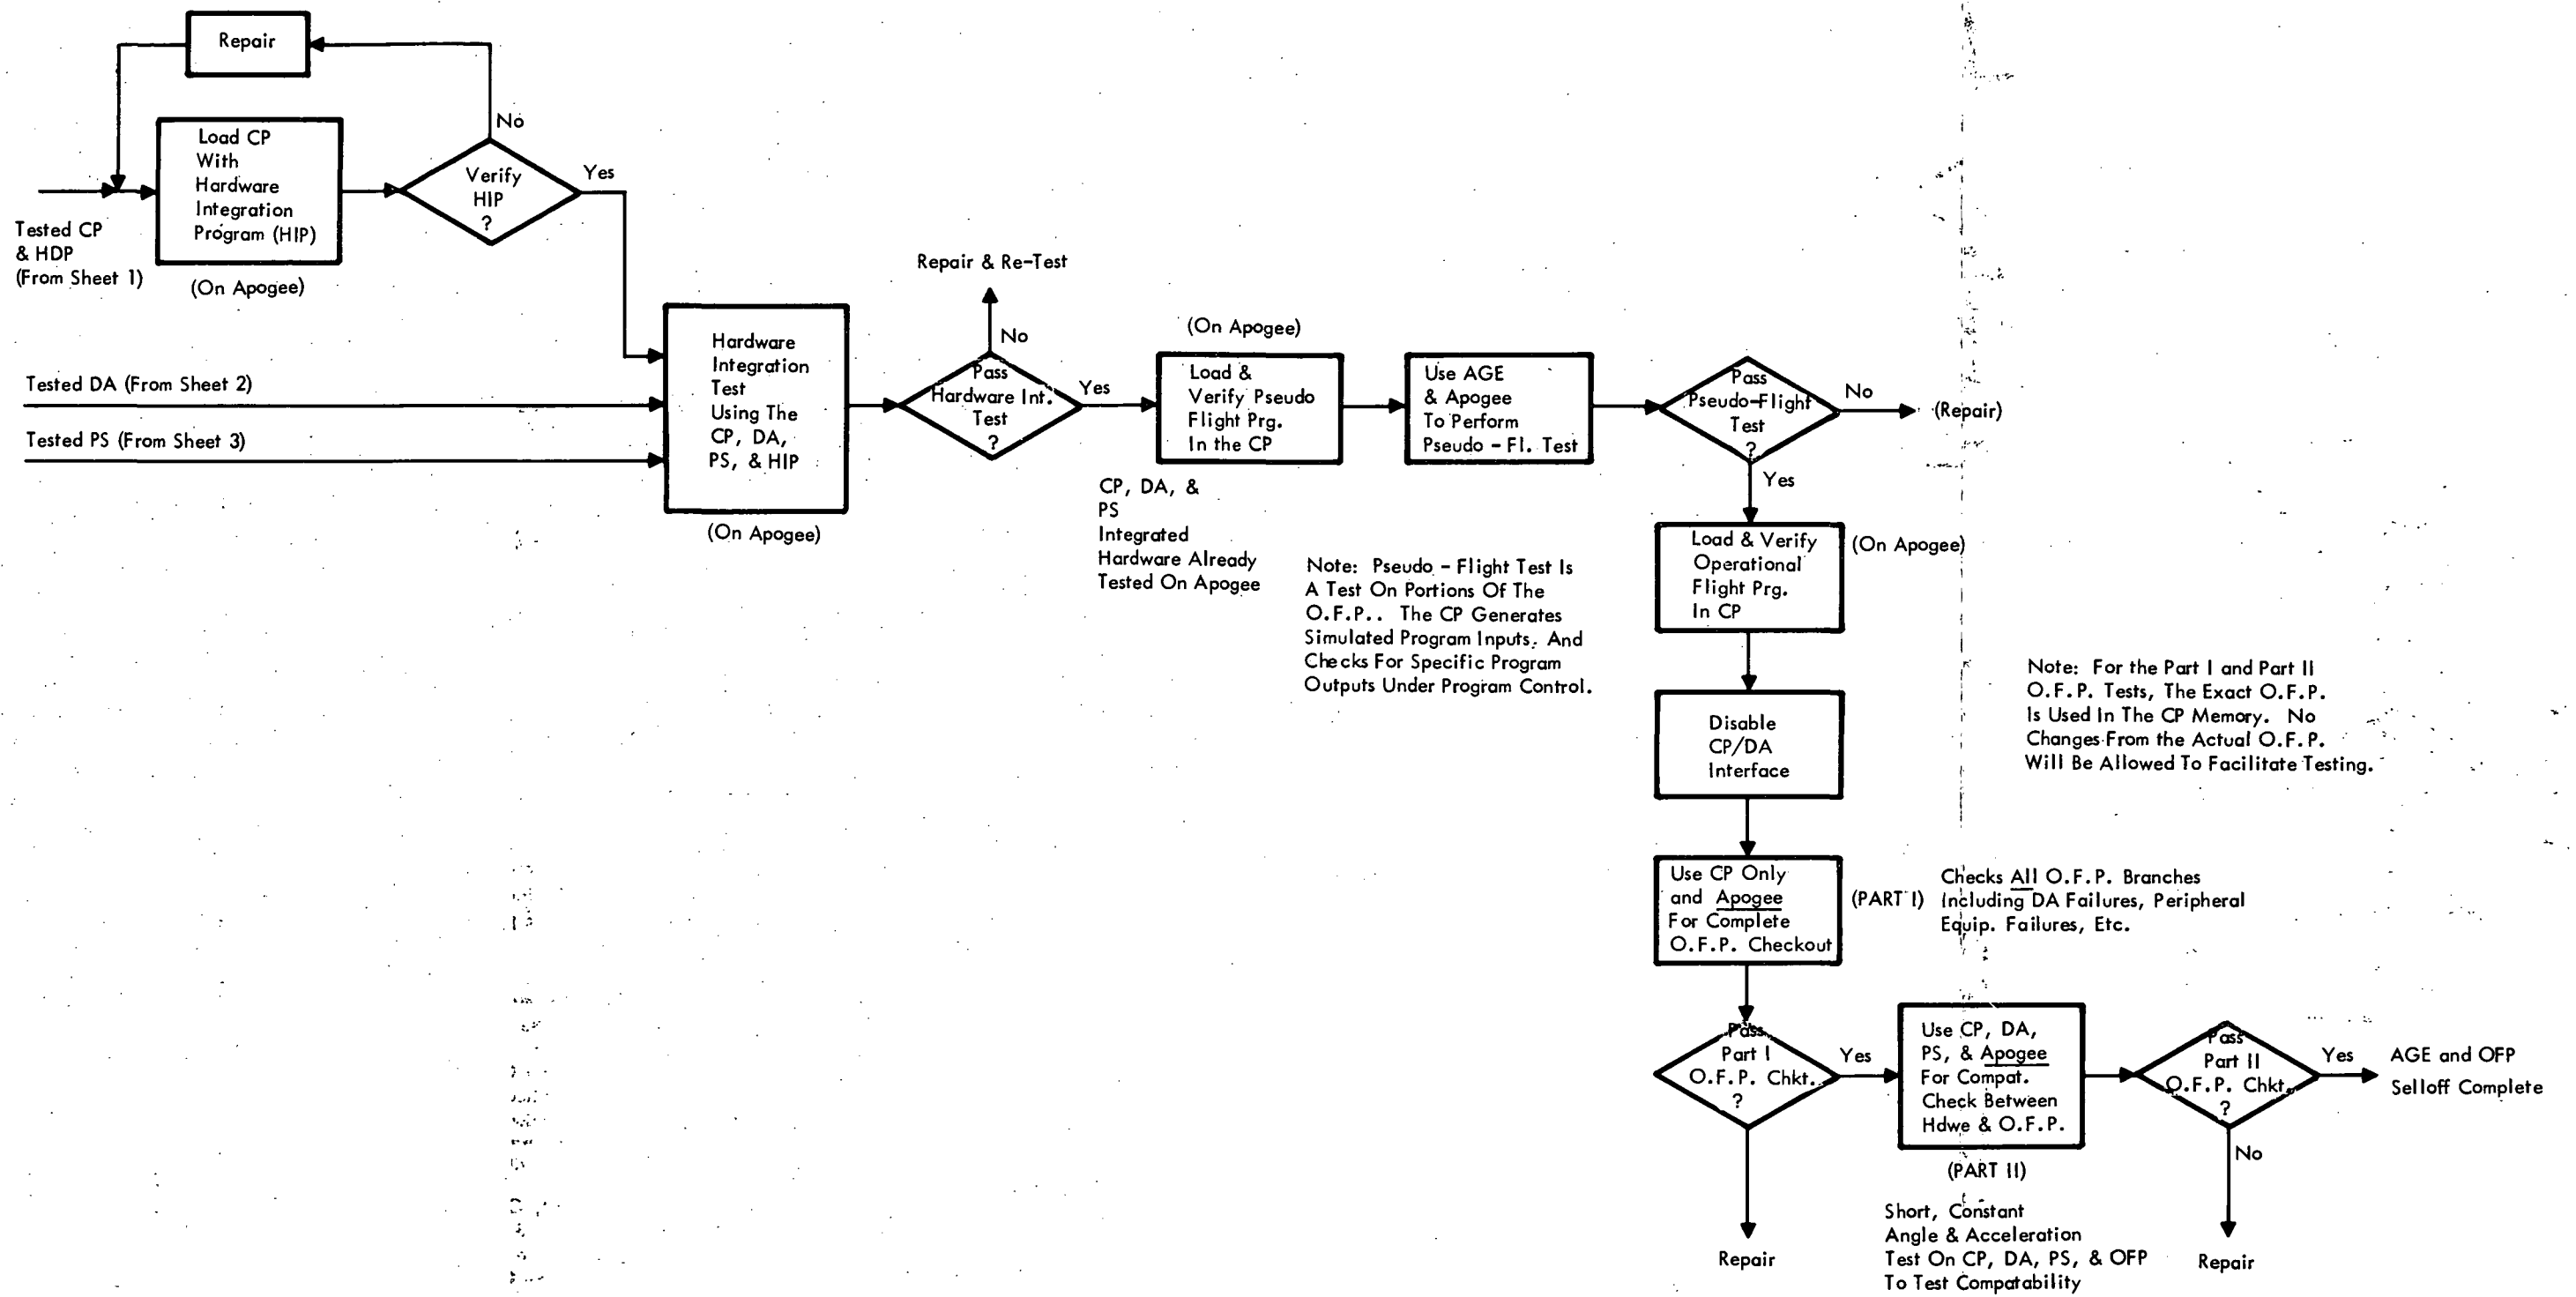 Repair
No
Load CP
With
Hardware
Integration
Program (HIP)
(On Apogee)
Tested CP
& HDP
(From Sheet 1)
Verify
HIP
?
Yes
Tested DA (From Sheet 2)
Tested PS (From Sheet 3)
Hardware
Integration
Test
Using The
CP, DA,
PS, & HIP
(On Apogee)
Repair & Re-Test
No
Pass
Hardware Int.
Test
?
Yes
(On Apogee)
Load &
Verify Pseudo
Flight Prg.
In the CP
CP, DA, &
PS
Integrated
Hardware Already
Tested On Apogee
Use AGE
& Apogee
To Perform
Pseudo - Fl. Test
Note: Pseudo - Flight Test Is
A Test On Portions Of The
O.F.P.. The CP Generates
Simulated Program Inputs. And
Checks For Specific Program
Outputs Under Program Control.
Pass
Pseudo-Flight
Test
?
No
(Repair)
Yes
Load & Verify
Operational
Flight Prg.
In CP
(On Apogee)
Disable
CP/DA
Interface
Note: For the Part I and Part II
O.F.P. Tests, The Exact O.F.P.
Is Used In The CP Memory. No
Changes From the Actual O.F.P.
Will Be Allowed To Facilitate Testing.
Use CP Only
and Apogee
For Complete
O.F.P. Checkout
(PART I)
Checks All O.F.P. Branches
Including DA Failures, Peripheral
Equip. Failures, Etc.
Pass
Part I
O.F.P. Chkt.
?
Yes
Repair
Use CP, DA,
PS, & Apogee
For Compat.
Check Between
Hdwe & O.F.P.
(PART II)
Short, Constant
Angle & Acceleration
Test On CP, DA, PS, & OFP
To Test Compatability
Pass
Part II
O.F.P. Chkt.
?
Yes
AGE and OFP
Selloff Complete
No
Repair